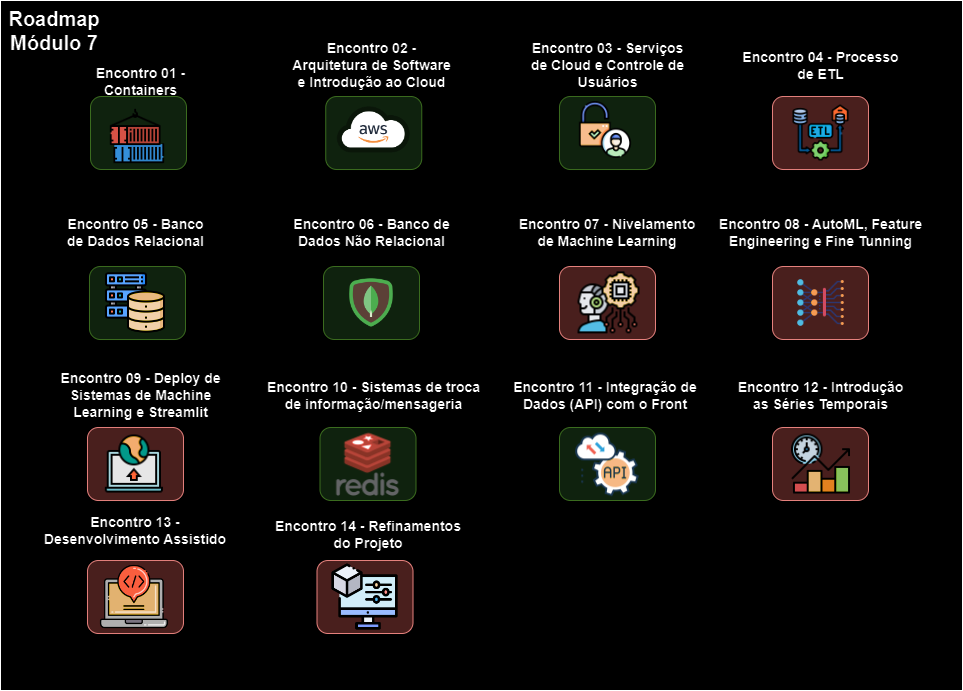 Roadmap
Módulo 7
Encontro 01 -
Containers
Encontro 02 -
Arquitetura de Software
e Introdução ao Cloud
aws
Encontro 03 - Serviços
de Cloud e Controle de
Usuários
Encontro 04 - Processo
de ETL
ETL
Encontro 05 - Banco
de Dados Relacional
Encontro 06 - Banco de
Dados Não Relacional
Encontro 07 - Nivelamento
de Machine Learning
Encontro 08 - AutoML, Feature
Engineering e Fine Tunning
Encontro 09 - Deploy de
Sistemas de Machine
Learning e Streamlit
Encontro 10 - Sistemas de troca
de informação/mensageria
redis
Encontro 11 - Integração de
Dados (API) com o Front
API
Encontro 12 - Introdução
as Séries Temporais
Encontro 13 -
Desenvolvimento Assistido
</>
Encontro 14 - Refinamentos
do Projeto